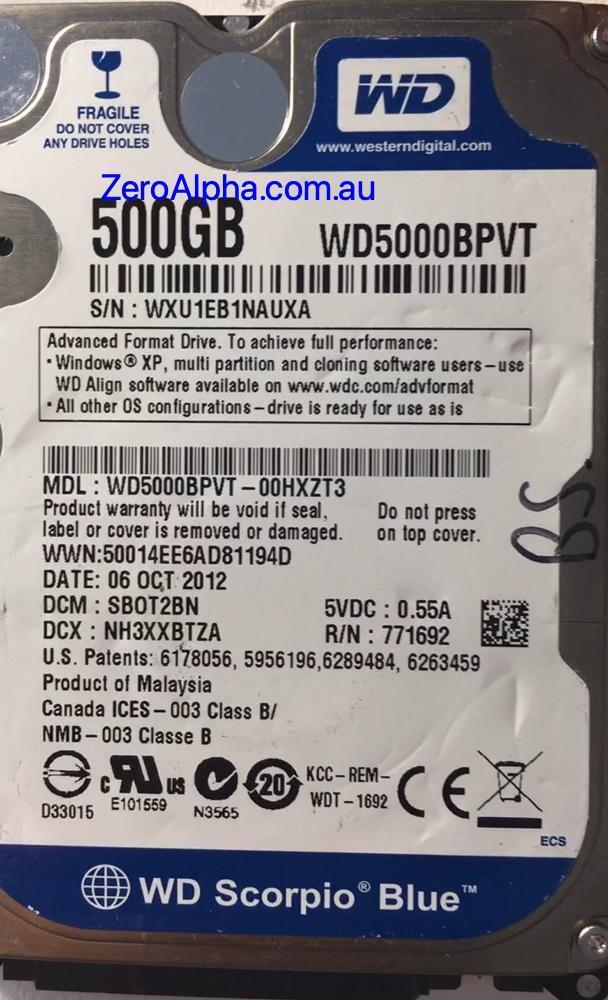 FRAGILE
DO NOT COVER
ANY DRIVE HOLES
WD
www.westerndigital.com
ZeroAlpha.com.au
500GB WD5000BPVT
S/N : WXU1EB1NAUXA
Advanced Format Drive. To achieve full performance:
• Windows® XP, multi partition and cloning software users – use
WD Align software available on www.wdc.com/advformat
• All other OS configurations – drive is ready for use as is
MDL : WD5000BPVT – 00HXZT3
Product warranty will be void if seal,
label or cover is removed or damaged.
Do not press
on top cover.
BS.
WWN:50014EE6AD81194D
DATE: 06 OCT 2012
DCM : SBOT2BN 5VDC : 0.55A
DCX : NH3XXBTZA R/N : 771692
U.S. Patents: 6178056, 5956196,6289484, 6263459
Product of Malaysia
Canada ICES – 003 Class B/
NMB – 003 Classe B
D33015
c RU us
E101559
N3565
20
KCC – REM –
WDT – 1692
CE
ECS
WD Scorpio® Blue™